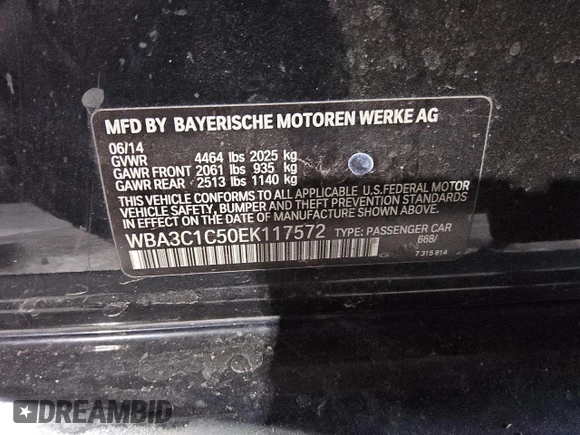 MFD BY BAYERISCHE MOTOREN WERKE AG
06/14
GVWR 4464 lbs 2025 kg
GAWR FRONT 2061 lbs 935 kg
GAWR REAR 2513 lbs 1140 kg
THIS VEHICLE CONFORMS TO ALL APPLICABLE U.S.FEDERAL MOTOR
VEHICLE SAFETY, BUMPER AND THEFT PREVENTION STANDARDS
IN EFFECT ON THE DATE OF MANUFACTURE SHOWN ABOVE.
WBA3C1C50EK117572 TYPE: PASSENGER CAR
668/
7 315 814
DREAMBID